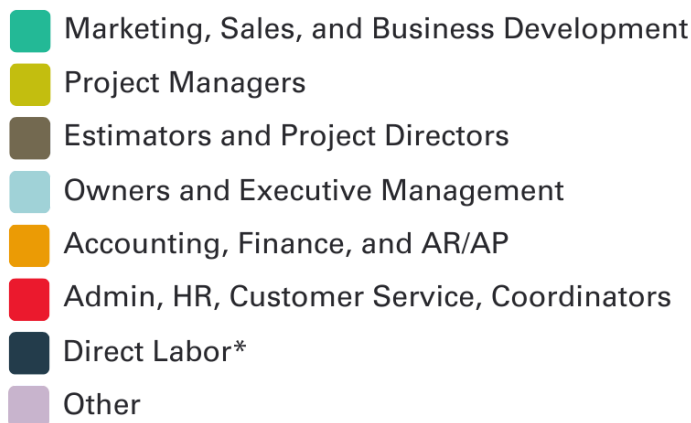 Marketing, Sales, and Business Development
Project Managers
Estimators and Project Directors
Owners and Executive Management
Accounting, Finance, and AR/AP
Admin, HR, Customer Service, Coordinators
Direct Labor*
Other